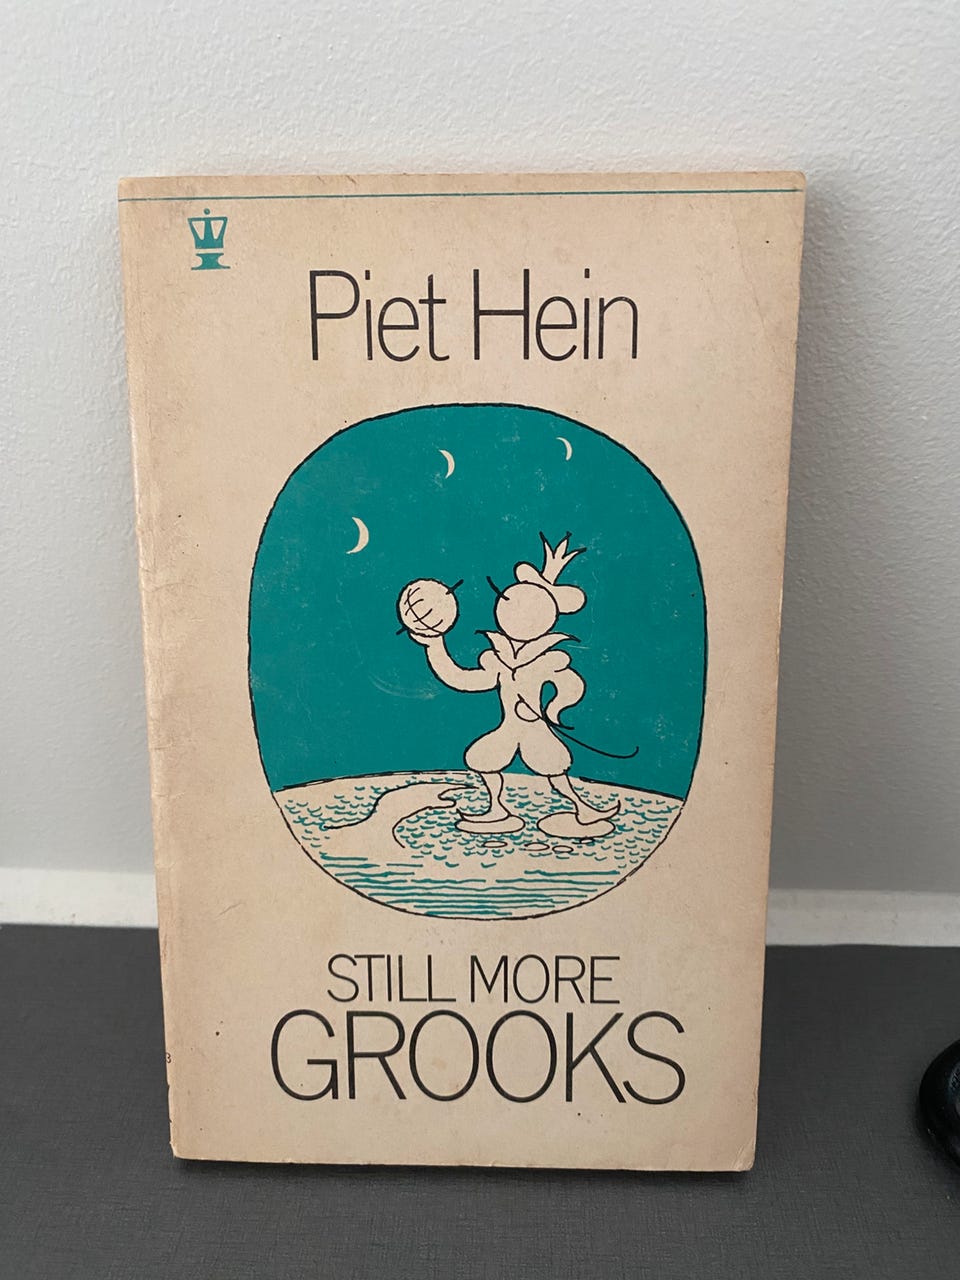 Piet Hein
STILL MORE
GROOKS